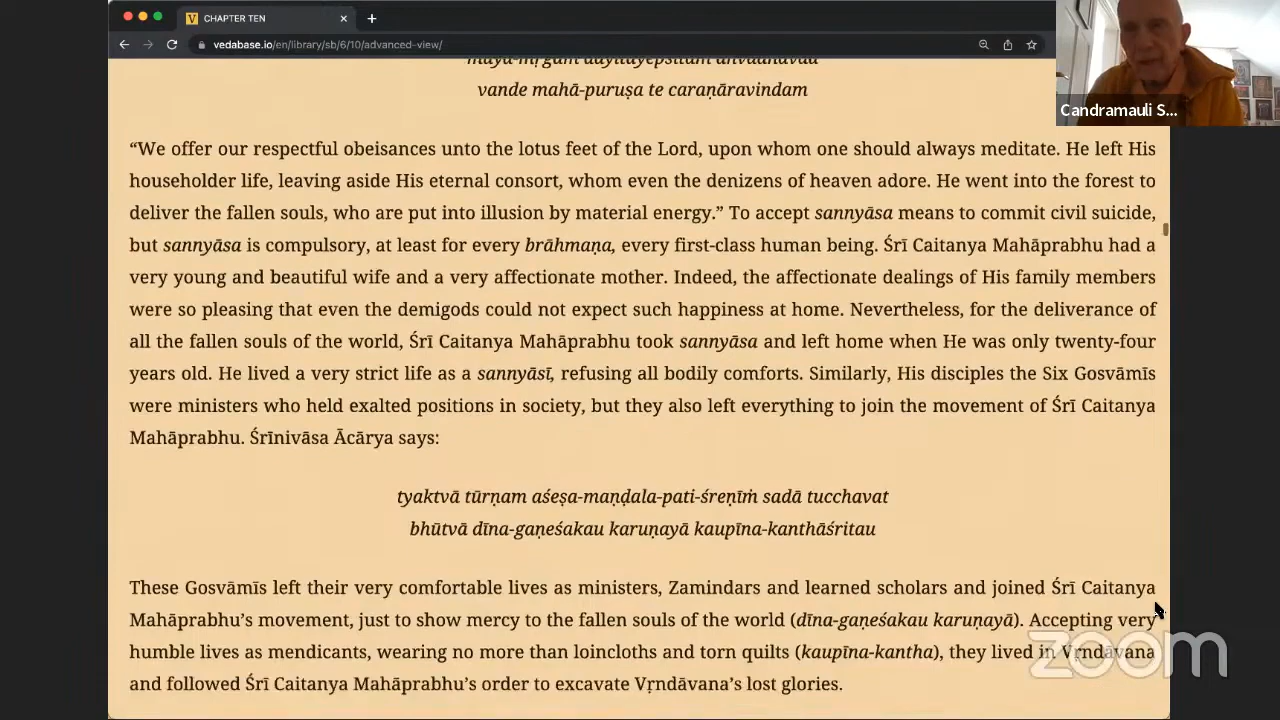 CHAPTER TEN
vedabase.io/en/library/sb/6/10/advanced-view/
Candramauli S...
vande mahā-puruṣa te caraṇāravindam
“We offer our respectful obeisances unto the lotus feet of the Lord, upon whom one should always meditate. He left His
householder life, leaving aside His eternal consort, whom even the denizens of heaven adore. He went into the forest to
deliver the fallen souls, who are put into illusion by material energy.” To accept sannyāsa means to commit civil suicide,
but sannyāsa is compulsory, at least for every brāhmaṇa, every first-class human being. Śrī Caitanya Mahāprabhu had a
very young and beautiful wife and a very affectionate mother. Indeed, the affectionate dealings of His family members
were so pleasing that even the demigods could not expect such happiness at home. Nevertheless, for the deliverance of
all the fallen souls of the world, Śrī Caitanya Mahāprabhu took sannyāsa and left home when He was only twenty-four
years old. He lived a very strict life as a sannyāsī, refusing all bodily comforts. Similarly, His disciples the Six Gosvāmīs
were ministers who held exalted positions in society, but they also left everything to join the movement of Śrī Caitanya
Mahāprabhu. Śrīnivāsa Ācārya says:
tyaktvā tūrṇam aśeṣa-maṇḍala-pati-śreṇīṁ sadā tucchavat
bhūtvā dīna-gaṇeśakau karuṇayā kaupīna-kanthāśritau
These Gosvāmīs left their very comfortable lives as ministers, Zamindars and learned scholars and joined Śrī Caitanya
Mahāprabhu’s movement, just to show mercy to the fallen souls of the world (dīna-gaṇeśakau karuṇayā). Accepting very
humble lives as mendicants, wearing no more than loincloths and torn quilts (kaupīna-kantha), they lived in Vṛndāvana
and followed Śrī Caitanya Mahāprabhu’s order to excavate Vṛndāvana’s lost glories.
zoom